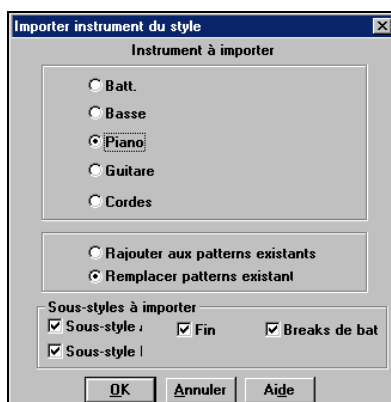 Importer instrument du style
Instrument à importer
Batt.
Basse
Piano
Guitare
Cordes
Rajouter aux patterns existants
Remplacer patterns existant
Sous-styles à importer
Sous-style Fin Breaks de bat
Sous-style
OK Annuler Aide